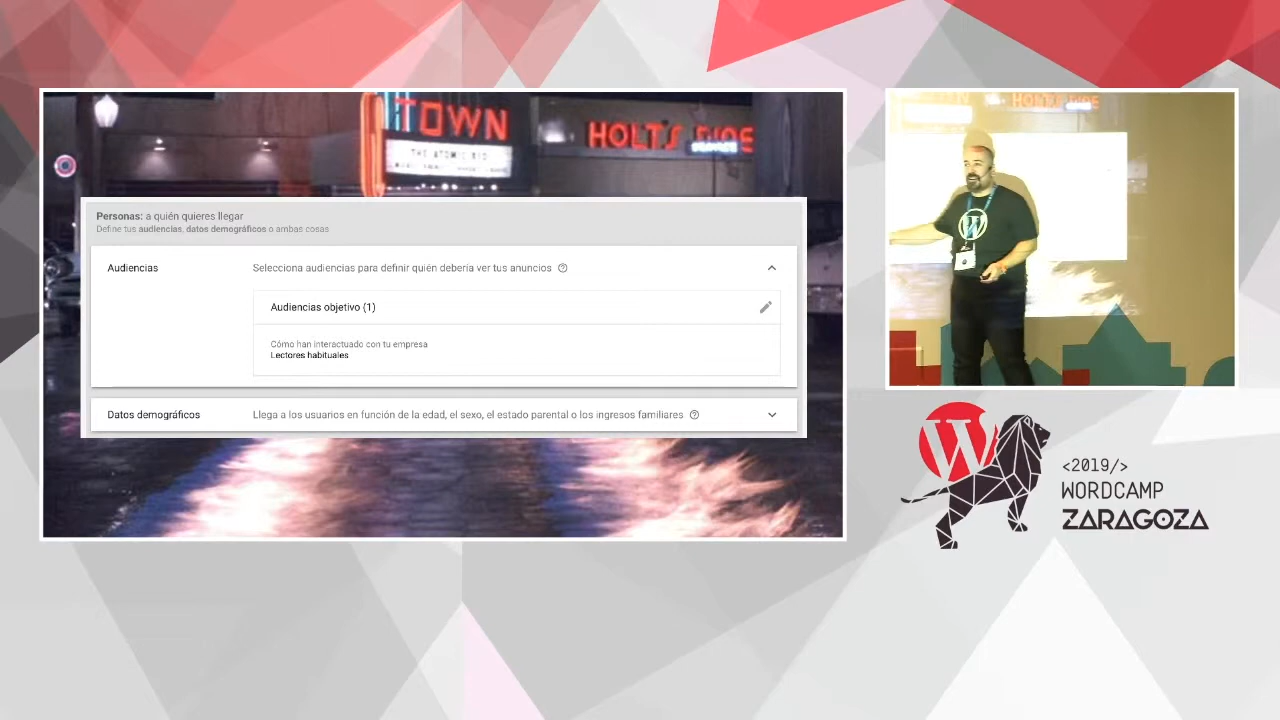 TOWN
THE ATOMIC KID
HOLT'S
Personas: a quién quieres llegar
Define tus audiencias, datos demográficos o ambas cosas
Audiencias
Selecciona audiencias para definir quién debería ver tus anuncios
Audiencias objetivo (1)
Cómo han interactuado con tu empresa
Lectores habituales
Datos demográficos
Llega a los usuarios en función de la edad, el sexo, el estado parental o los ingresos familiares
W
<2019/>
WORDCAMP
ZARAGOZA